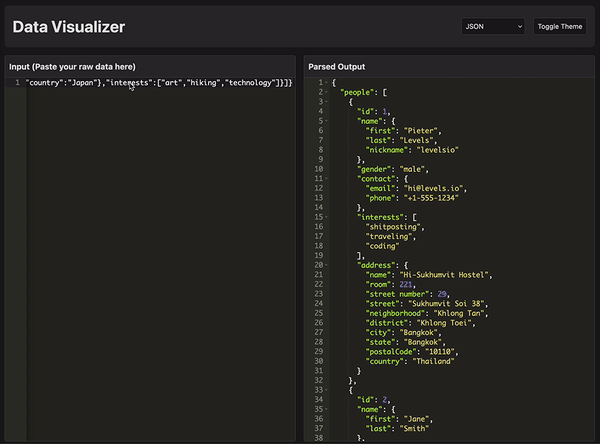 Data Visualizer
JSON
Toggle Theme
Input (Paste your raw data here)
1 "country":"Japan"},"interests":["art","hiking","technology"]}]}
Parsed Output
1 {
2 "people": [
3 {
4 "id": 1,
5 "name": {
6 "first": "Pieter",
7 "last": "Levels",
8 "nickname": "levelsio"
9 },
10 "gender": "male",
11 "contact": {
12 "email": "hi@levels.io",
13 "phone": "+1-555-1234"
14 },
15 "interests": [
16 "shitposting",
17 "traveling",
18 "coding"
19 ],
20 "address": {
21 "name": "Hi-Sukhumvit Hostel",
22 "room": 221,
23 "street number": 29,
24 "street": "Sukhumvit Soi 38",
25 "neighborhood": "Khlong Tan",
26 "district": "Khlong Toei",
27 "city": "Bangkok",
28 "state": "Bangkok",
29 "postalCode": "10110",
30 "country": "Thailand"
31 }
32 },
33 {
34 "id": 2,
35 "name": {
36 "first": "Jane",
37 "last": "Smith"
38 },